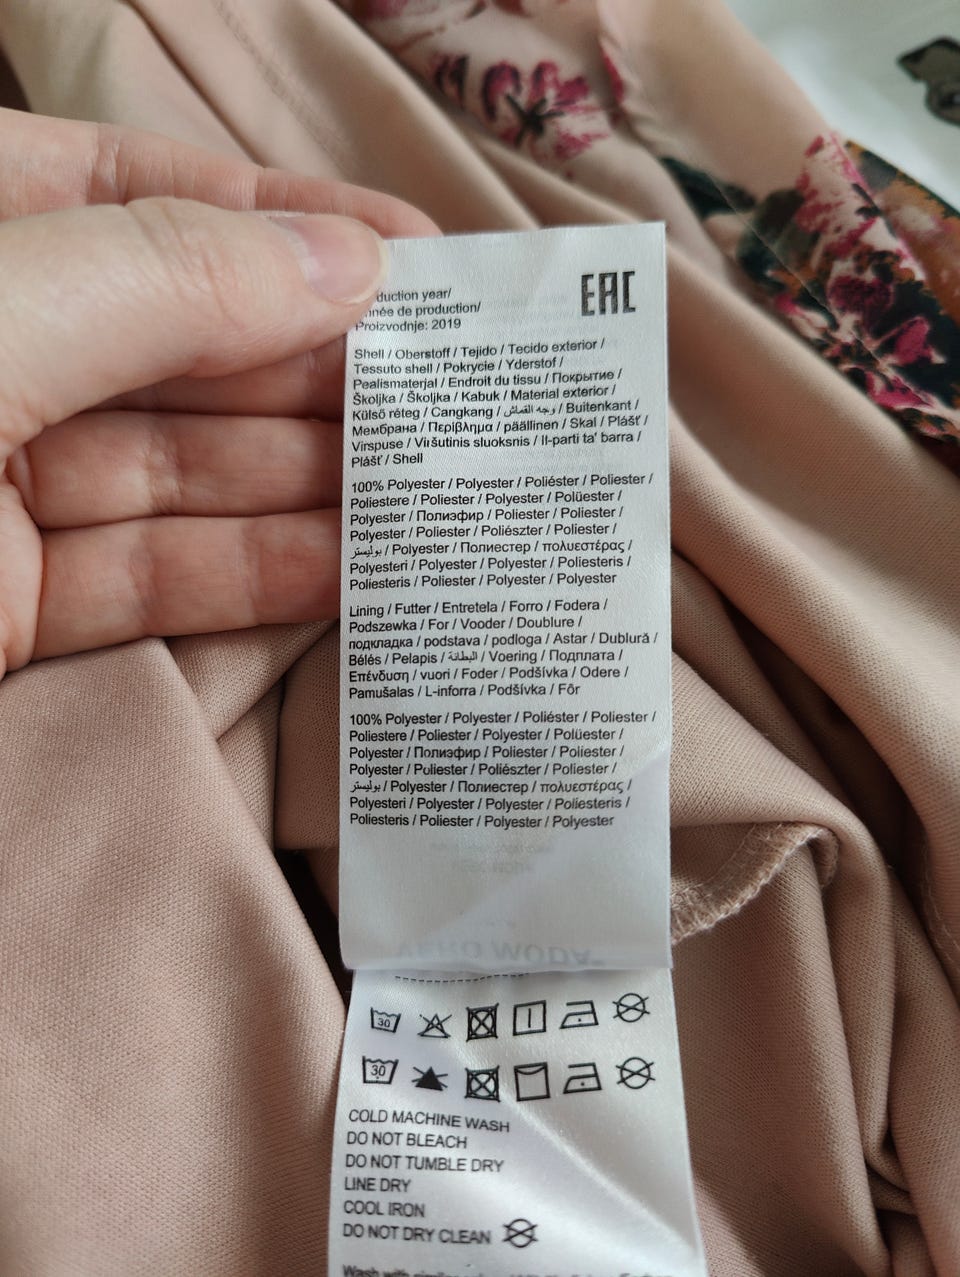 duction year/
née de production/
Proizvodnje: 2019
EAC
Shell / Oberstoff / Tejido / Tecido exterior /
Tessuto shell / Pokrycie / Yderstof /
Pealismaterjal / Endroit du tissu / Покрытие /
Školjka / Školjka / Kabuk / Material exterior /
Külső réteg / Cangkang / وجه القماش / Buitenkant /
Мембрана / Περίβλημα / päällinen / Skal / Plášť /
Virspuse / Viršutinis sluoksnis / Il-parti ta' barra /
Plášť / Shell
100% Polyester / Polyester / Poliéster / Poliester /
Poliestere / Poliester / Polyester / Polüester /
Polyester / Полиэфир / Poliester / Poliester /
Polyester / Poliester / Poliészter / Poliester /
بوليستر / Polyester / Полиестер / πολυεστέρας /
Polyesteri / Polyester / Polyester / Poliesteris /
Poliesteris / Poliester / Polyester / Polyester
Lining / Futter / Entretela / Forro / Fodera /
Podszewka / For / Vooder / Doublure /
подкладка / podstava / podloga / Astar / Dublură /
Bélés / Pelapis / البطانة / Voering / Подплата /
Επένδυση / vuori / Foder / Podšívka / Odere /
Pamušalas / L-inforra / Podšívka / Fôr
100% Polyester / Polyester / Poliéster / Poliester /
Poliestere / Poliester / Polyester / Polüester /
Polyester / Полиэфир / Poliester / Poliester /
Polyester / Poliester / Poliészter / Poliester /
بوليستر / Polyester / Полиестер / πολυεστέρας /
Polyesteri / Polyester / Polyester / Poliesteris /
Poliesteris / Poliester / Polyester / Polyester
VERO MODA
30
30
COLD MACHINE WASH
DO NOT BLEACH
DO NOT TUMBLE DRY
LINE DRY
COOL IRON
DO NOT DRY CLEAN
Wash with similar